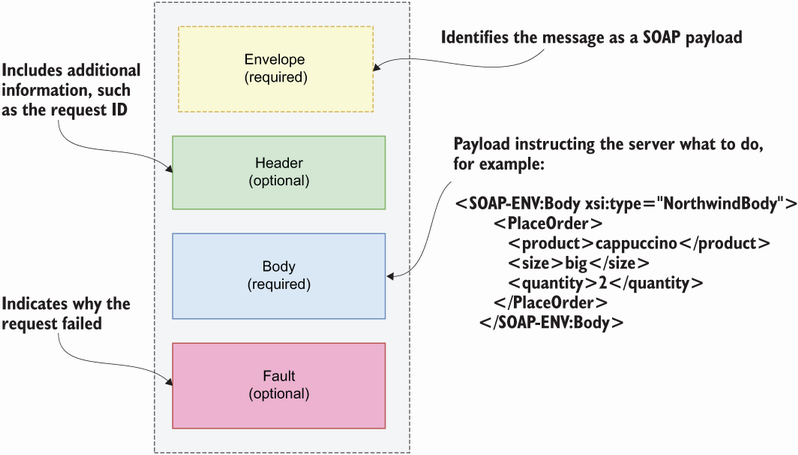 Envelope
(required)
Identifies the message as a SOAP payload
Includes additional
information, such
as the request ID
Header
(optional)
Payload instructing the server what to do,
for example:
<SOAP-ENV:Body xsi:type="NorthwindBody">
<PlaceOrder>
<product>cappuccino</product>
<size>big</size>
<quantity>2</quantity>
</PlaceOrder>
</SOAP-ENV:Body>
Body
(required)
Indicates why the
request failed
Fault
(optional)